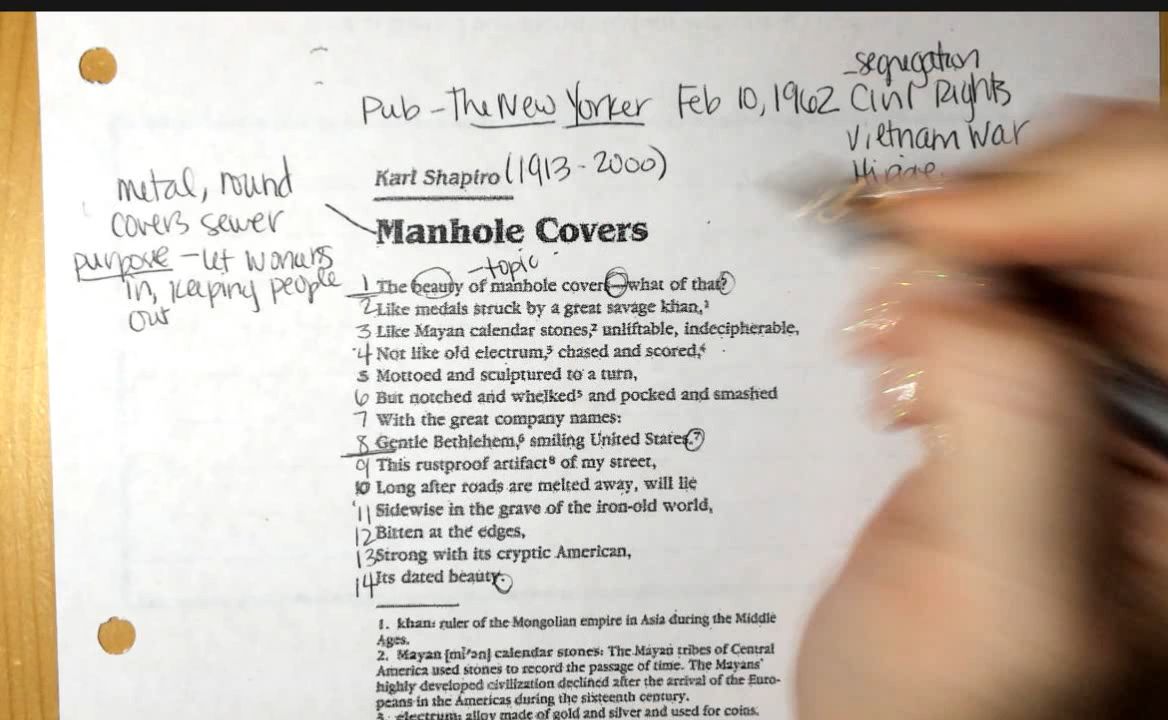 -segregation
Pub - The New Yorker Feb 10, 1962 Civil Rights
Vietnam War
Karl Shapiro (1913-2000)
metal, round
covers sewer
purpose - let workers
in, keeping people
out
Manhole Covers
-topic
1 The beauty of manhole covers—what of that?
2 Like medals struck by a great savage khan,¹
3 Like Mayan calendar stones,² unliftable, indecipherable,
4 Not like old electrum,³ chased and scored,⁴
5 Mottoed and sculptured to a turn,
6 But notched and whelked⁵ and pocked and smashed
7 With the great company names:
8 Gentle Bethlehem,⁶ smiling United States.⁷
9 This rustproof artifact⁸ of my street,
10 Long after roads are melted away, will lie
11 Sidewise in the grave of the iron-old world,
12 Bitten at the edges,
13 Strong with its cryptic American,
14 Its dated beauty.
1. khan: ruler of the Mongolian empire in Asia during the Middle
Ages.
2. Mayan [mī'ən] calendar stones: The Mayan tribes of Central
America used stones to record the passage of time. The Mayans'
highly developed civilization declined after the arrival of the Euro-
peans in the Americas during the sixteenth century.
3. electrum: alloy made of gold and silver and used for coins.